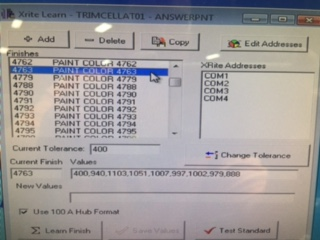 Xrite Learn - TRIMCELLAT01 - ANSWERPNT
Add
Delete
Copy
Edit Addresses
Finishes
XRite Addresses
4762 PAINT COLOR 4762
4763 PAINT COLOR 4763
4779 PAINT COLOR 4779
4788 PAINT COLOR 4788
4790 PAINT COLOR 4790
4791 PAINT COLOR 4791
4792 PAINT COLOR 4792
4793 PAINT COLOR 4793
4794 PAINT COLOR 4794
4795 PAINT COLOR 4795
COM1
COM2
COM3
COM4
Current Tolerance: 400
Change Tolerance
Current Finish Values
4763 400,940,1103,1051,1007,997,1002,979,888
New Values
Use 100 A Hub Format
Learn Finish
Save Values
Test Standard